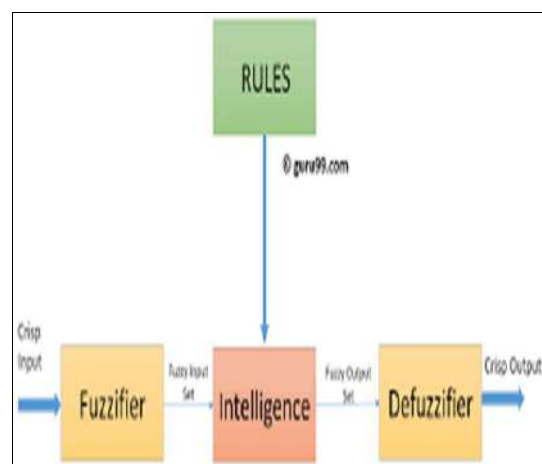 RULES
© guru99.com
Crisp
Input
Fuzzifier
Fuzzy Input
Set
Intelligence
Fuzzy Output
Set
Defuzzifier
Crisp Output